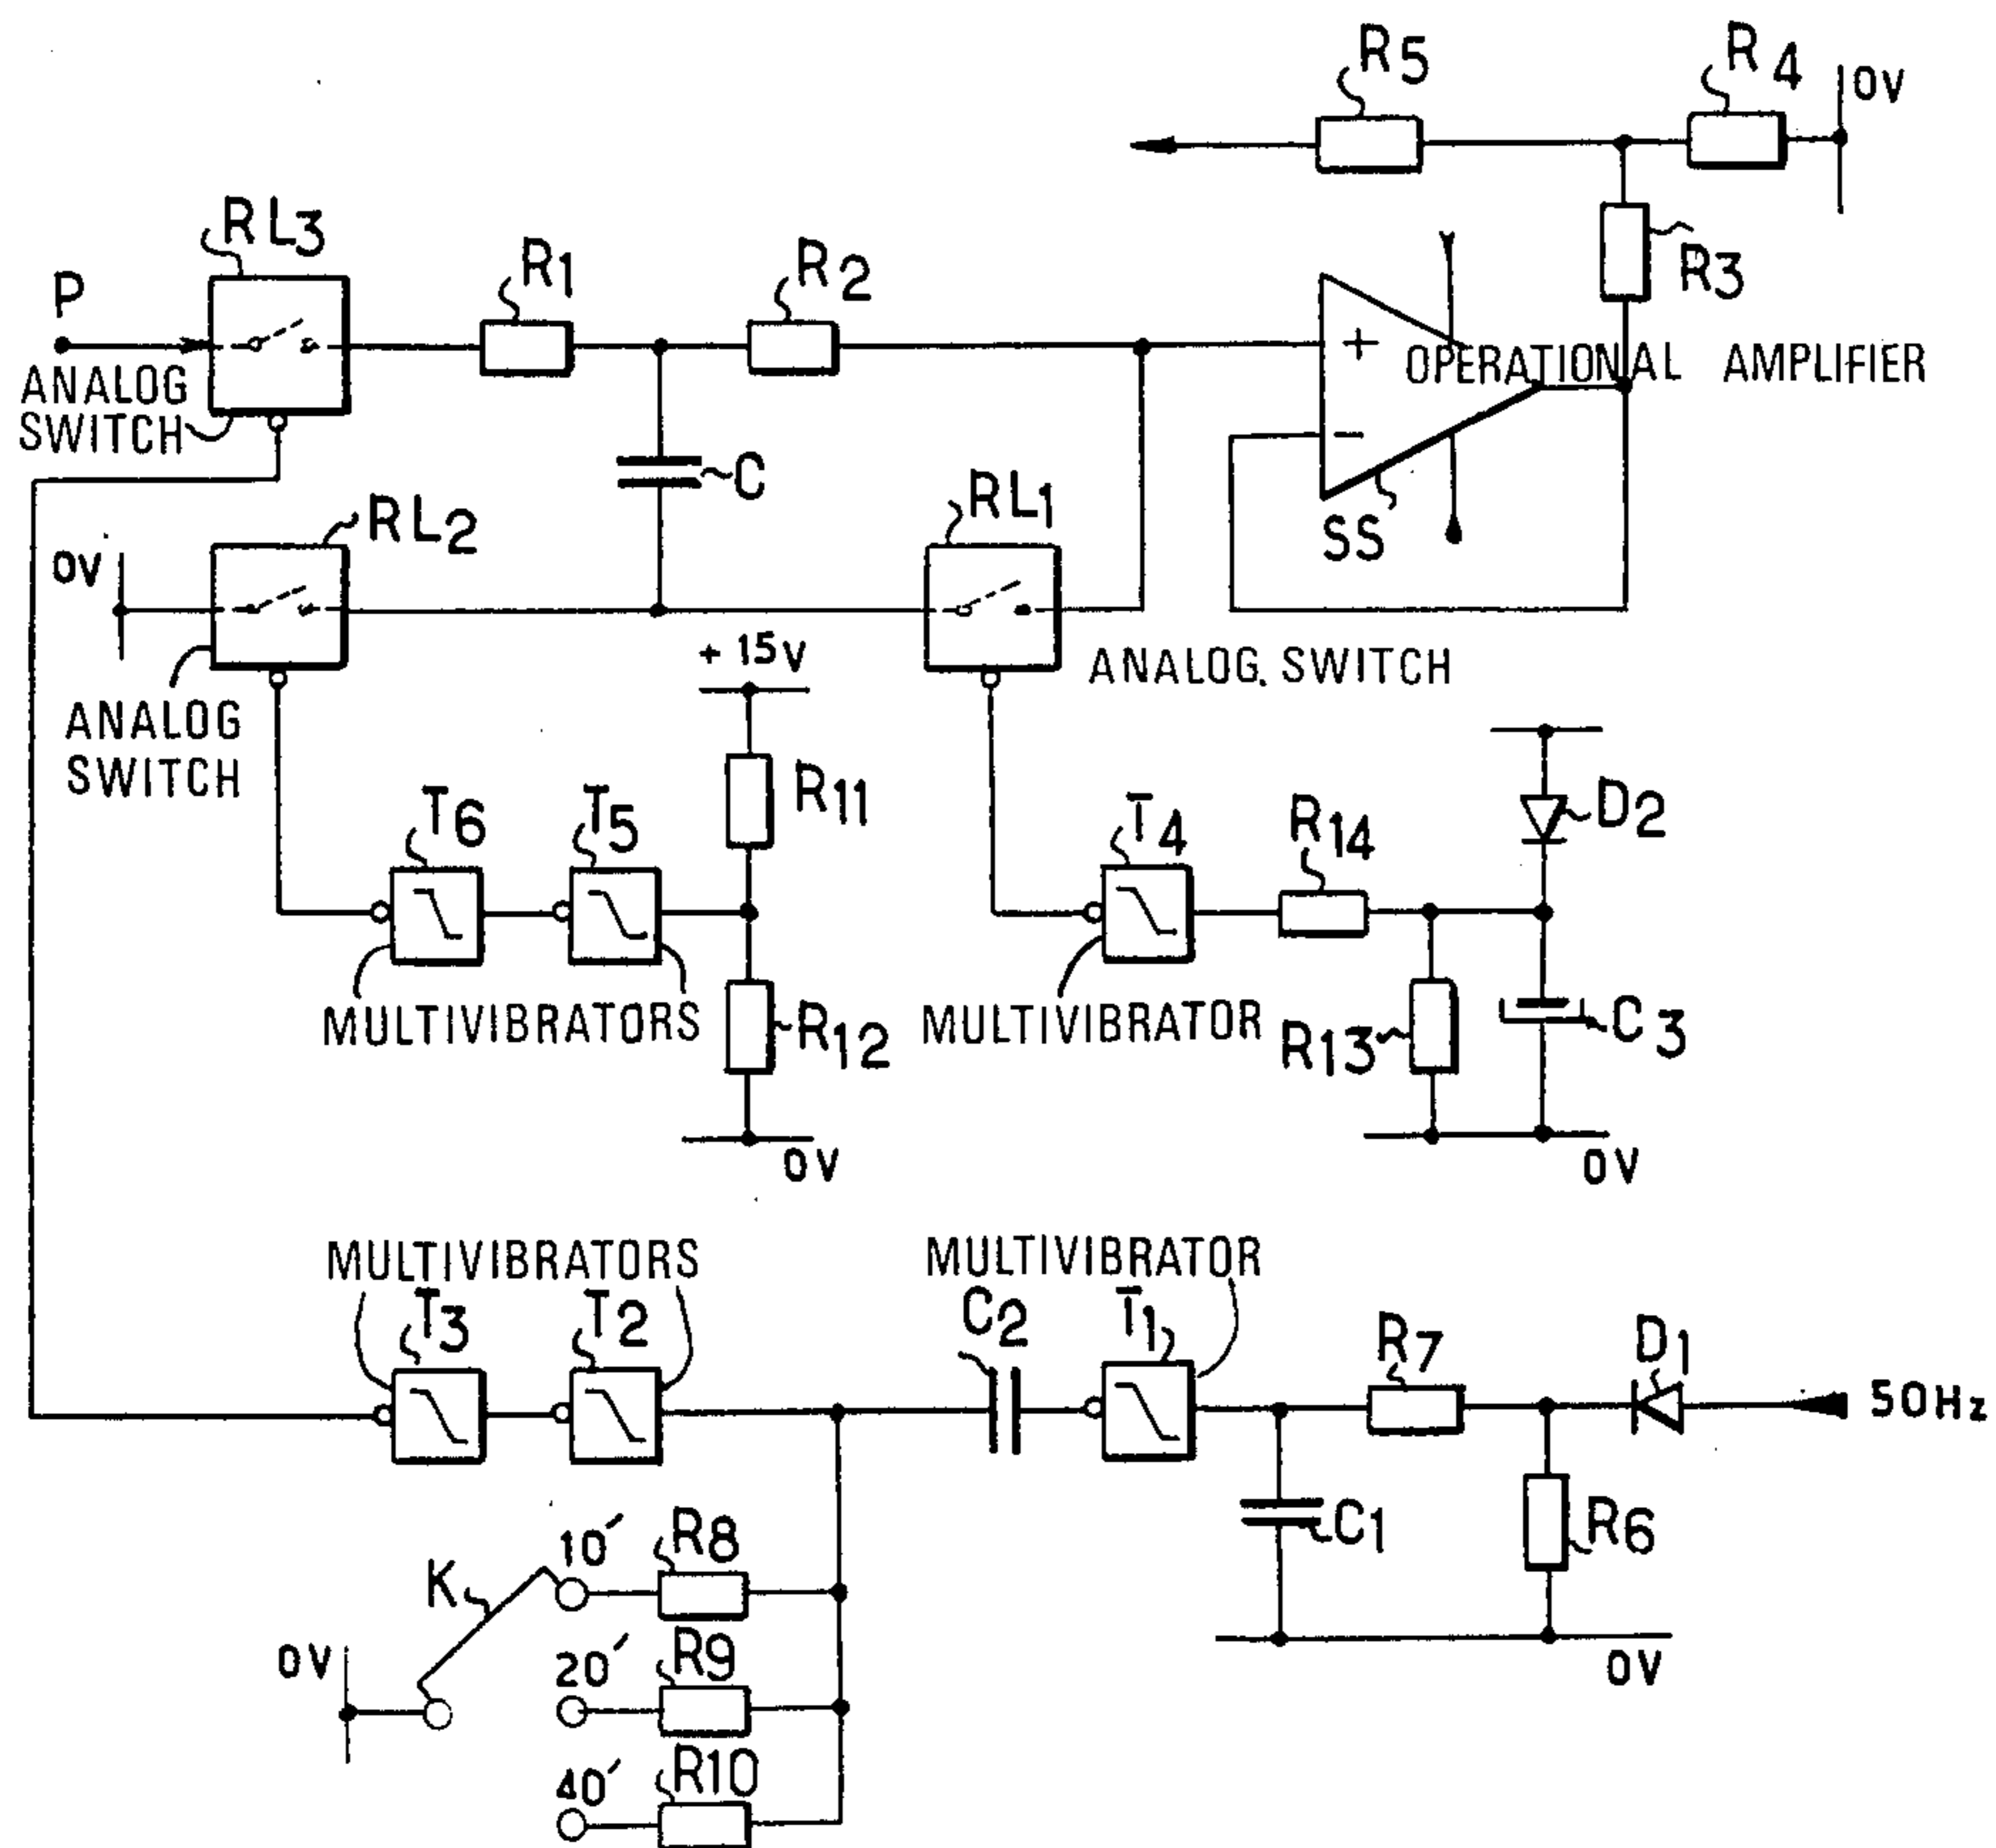 R5
R4
0V
RL3
P
R1
R2
R3
+
OPERATIONAL AMPLIFIER
ANALOG
SWITCH
-
C
RL2
RL1
SS
0V
+15V
ANALOG SWITCH
ANALOG
SWITCH
R11
D2
T6
T5
T4
R14
MULTIVIBRATORS
R12
MULTIVIBRATOR
R13
C3
0V
0V
MULTIVIBRATORS
MULTIVIBRATOR
T3
T2
C2
T1
R7
D1
50Hz
10′
R8
C1
R6
K
0V
20′
R9
0V
40′
R10